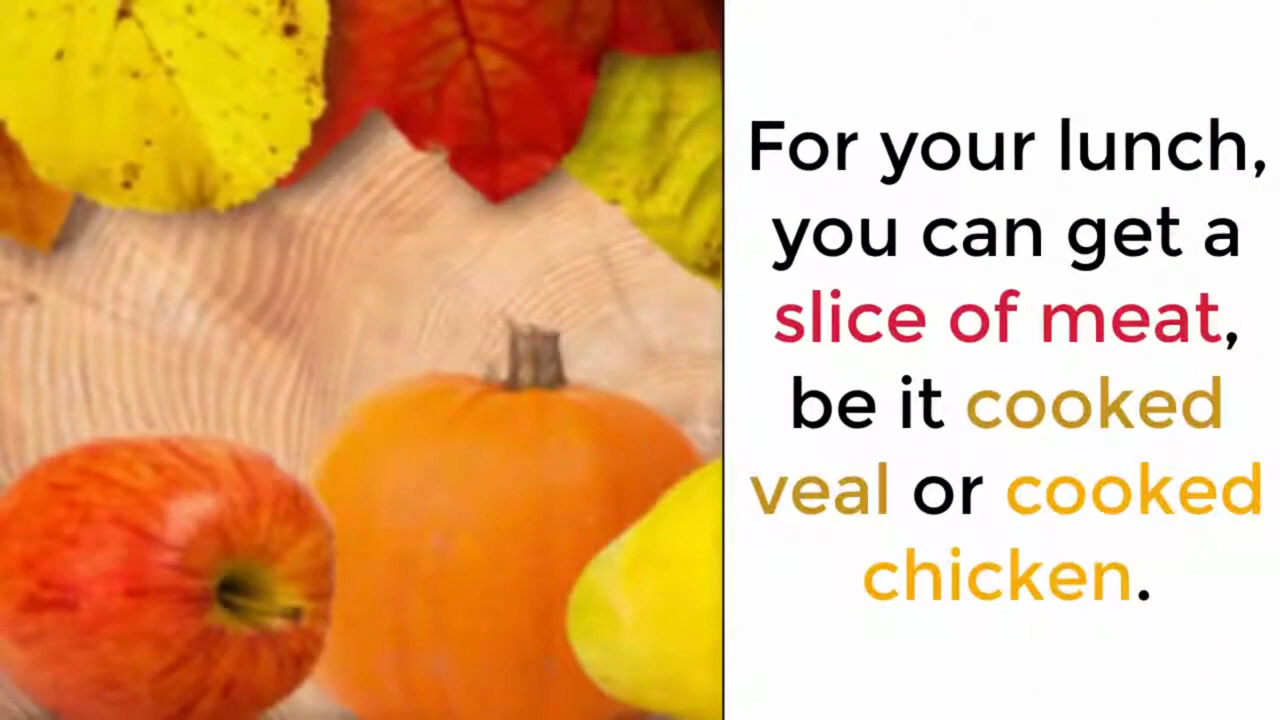 For your lunch,
you can get a
slice of meat,
be it cooked
veal or cooked
chicken.